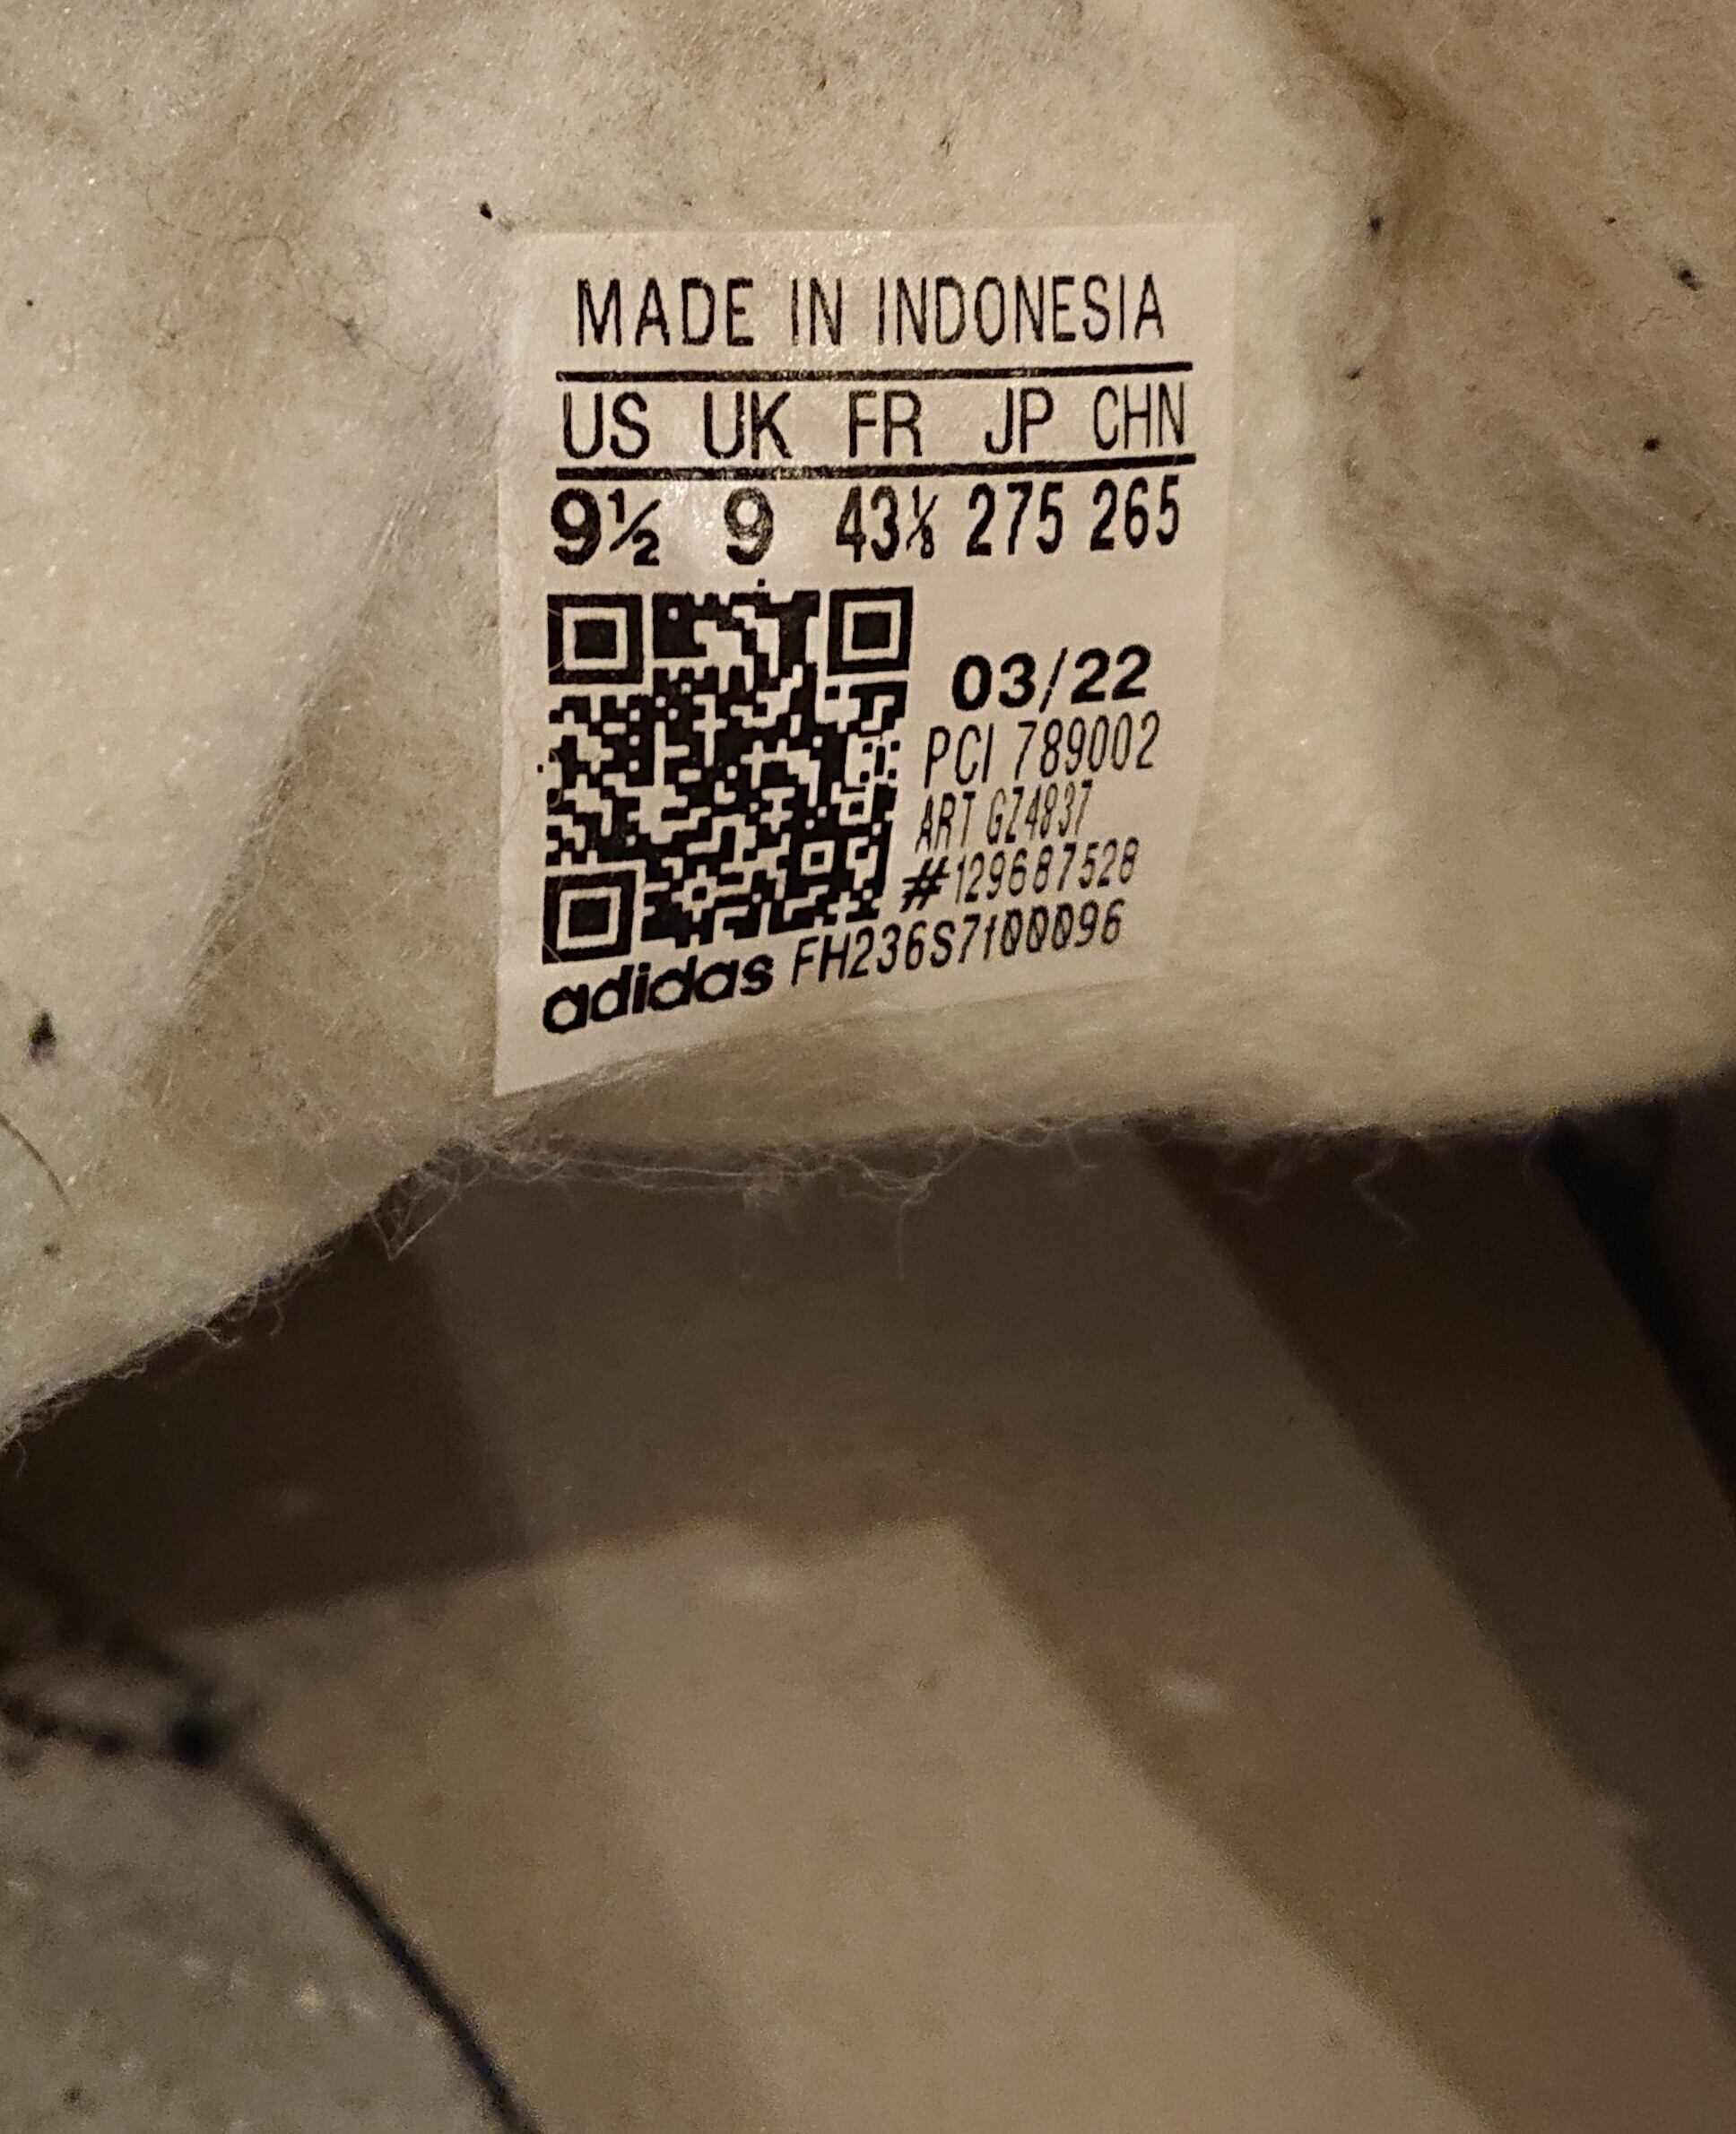 MADE IN INDONESIA
US UK FR JP CHN
9½ 9 43⅓ 275 265
03/22
PCI 789002
ART GZ4837
#129687528
adidas FH236S7f00096